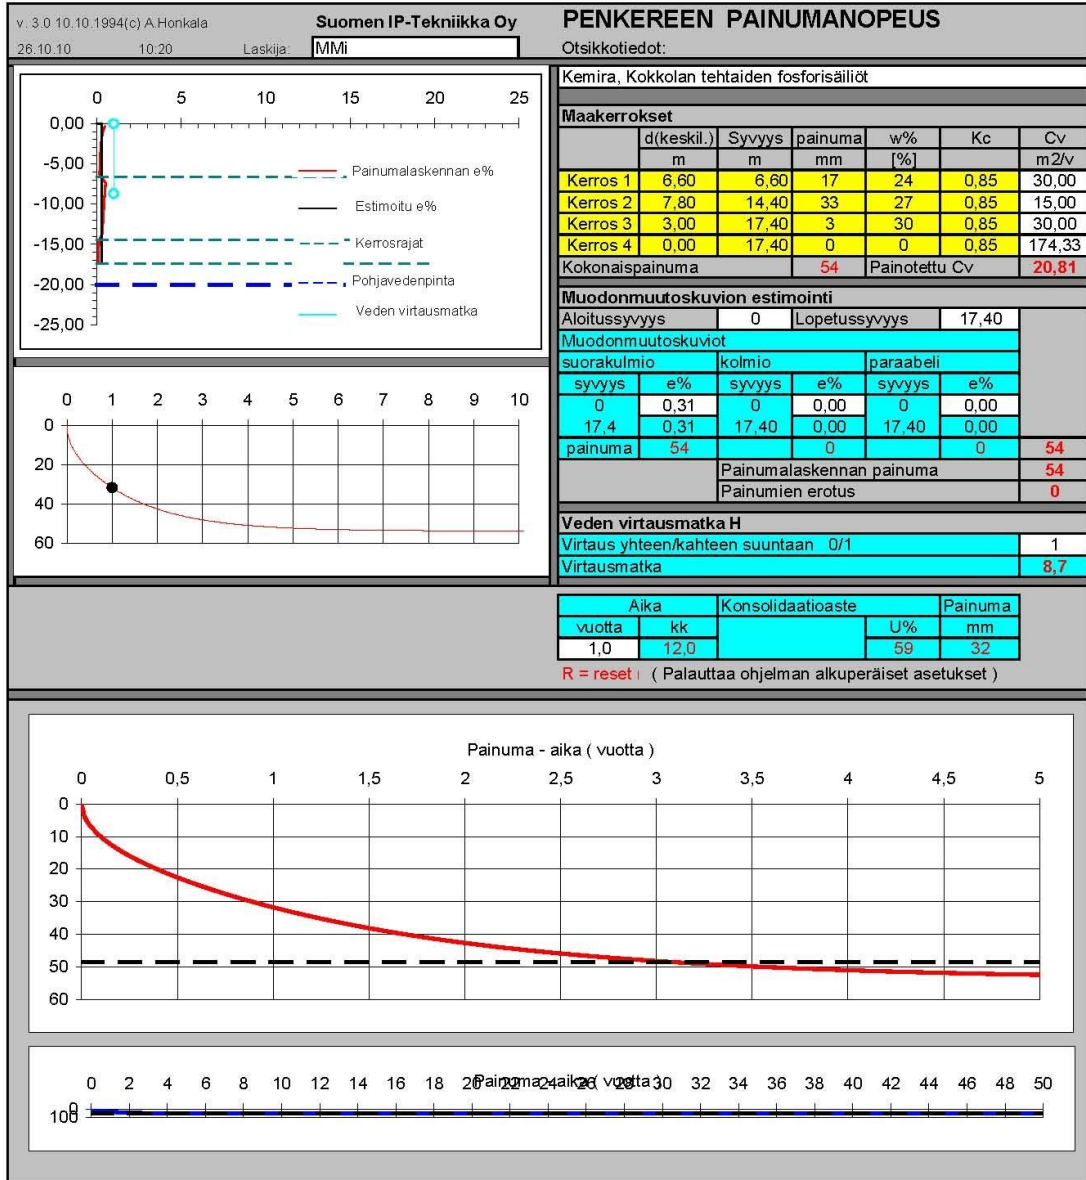 v. 3.0 10.10.1994(c) A.Honkala
Suomen IP-Tekniikka Oy
26.10.10 10:20 Laskija: MMi
PENKEREEN PAINUMANOPEUS
Otsikkotiedot:
Kemira, Kokkolan tehtaiden fosforisäiliöt
0 5 10 15 20 25
0,00
-5,00
-10,00
-15,00
-20,00
-25,00
Painumalaskennan e%
Estimoitu e%
Kerrosrajat
Pohjavedenpinta
Veden virtausmatka
0 1 2 3 4 5 6 7 8 9 10
0
20
40
60
Maakerrokset
d(keskil.) Syvyys painuma w% Kc Cv
m m mm [%] m2/v
Kerros 1 6,60 6,60 17 24 0,85 30,00
Kerros 2 7,80 14,40 33 27 0,85 15,00
Kerros 3 3,00 17,40 3 30 0,85 30,00
Kerros 4 0,00 17,40 0 0 0,85 174,33
Kokonaispainuma 54 Painotettu Cv 20,81
Muodonmuutoskuvion estimointi
Aloitussyvyys 0 Lopetussyvyys 17,40
Muodonmuutoskuviot
suorakulmio kolmio paraabeli
syvyys e% syvyys e% syvyys e%
0 0,31 0 0,00 0 0,00
17,4 0,31 17,40 0,00 17,40 0,00
painuma 54 0 0 54
Painumalaskennan painuma 54
Painumien erotus 0
Veden virtausmatka H
Virtaus yhteen/kahteen suuntaan 0/1 1
Virtausmatka 8,7
Aika Konsolidaatioaste Painuma
vuotta kk U% mm
1,0 12,0 59 32
R = reset ( Palauttaa ohjelman alkuperäiset asetukset )
Painuma - aika ( vuotta )
0 0,5 1 1,5 2 2,5 3 3,5 4 4,5 5
0
10
20
30
40
50
60
Painuma - aika ( vuotta )
0 2 4 6 8 10 12 14 16 18 20 22 24 26 28 30 32 34 36 38 40 42 44 46 48 50
0
100